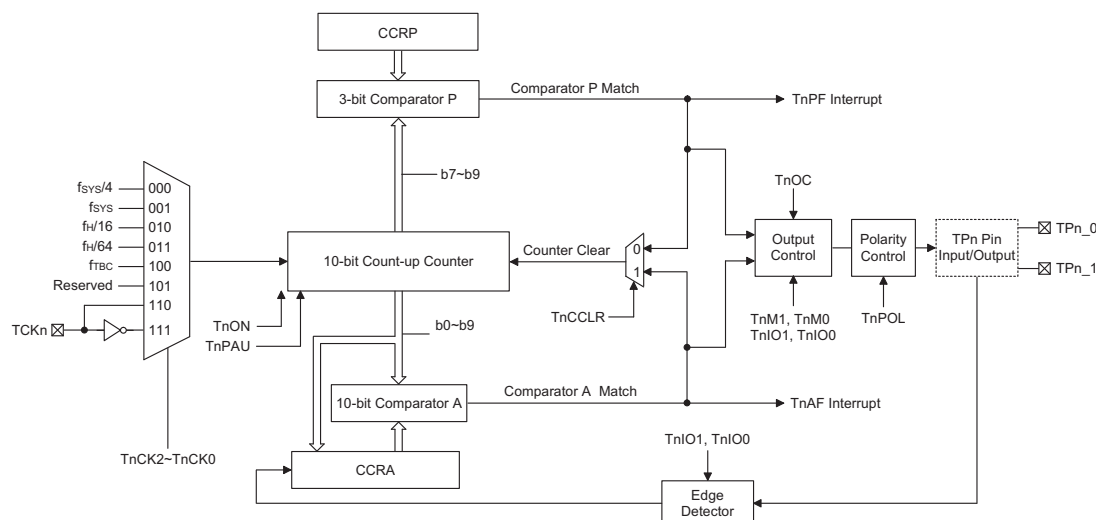 CCRP
3-bit Comparator P
Comparator P Match
TnPF Interrupt
b7~b9
fSYS/4
000
fSYS
001
fH/16
010
fH/64
011
fTBC
100
Reserved
101
110
TCKn
111
TnCK2~TnCK0
10-bit Count-up Counter
TnON
TnPAU
Counter Clear
0
1
TnCCLR
b0~b9
TnOC
Output
Control
TnM1, TnM0
TnIO1, TnIO0
Polarity
Control
TnPOL
TPn Pin
Input/Output
TPn_0
TPn_1
10-bit Comparator A
Comparator A Match
TnAF Interrupt
CCRA
TnIO1, TnIO0
Edge
Detector